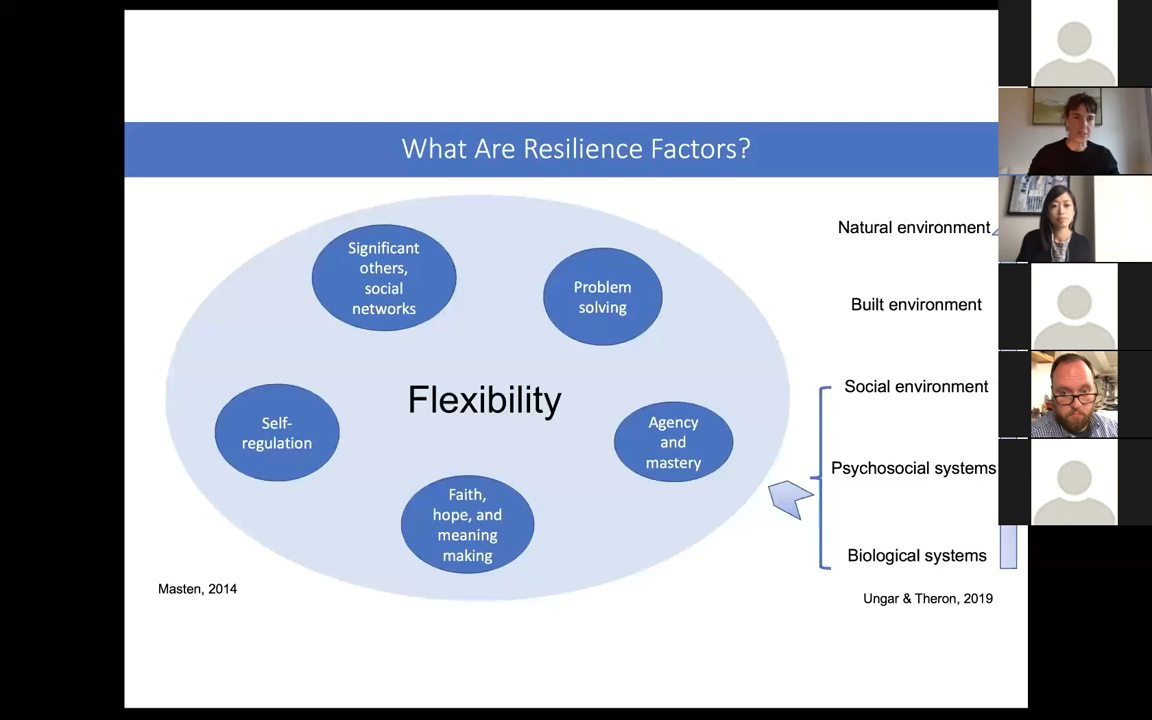 What Are Resilience Factors?
Significant
others,
social
networks
Problem
solving
Flexibility
Self-
regulation
Agency
and
mastery
Faith,
hope, and
meaning
making
Masten, 2014
Natural environment
Built environment
Social environment
Psychosocial systems
Biological systems
Ungar & Theron, 2019